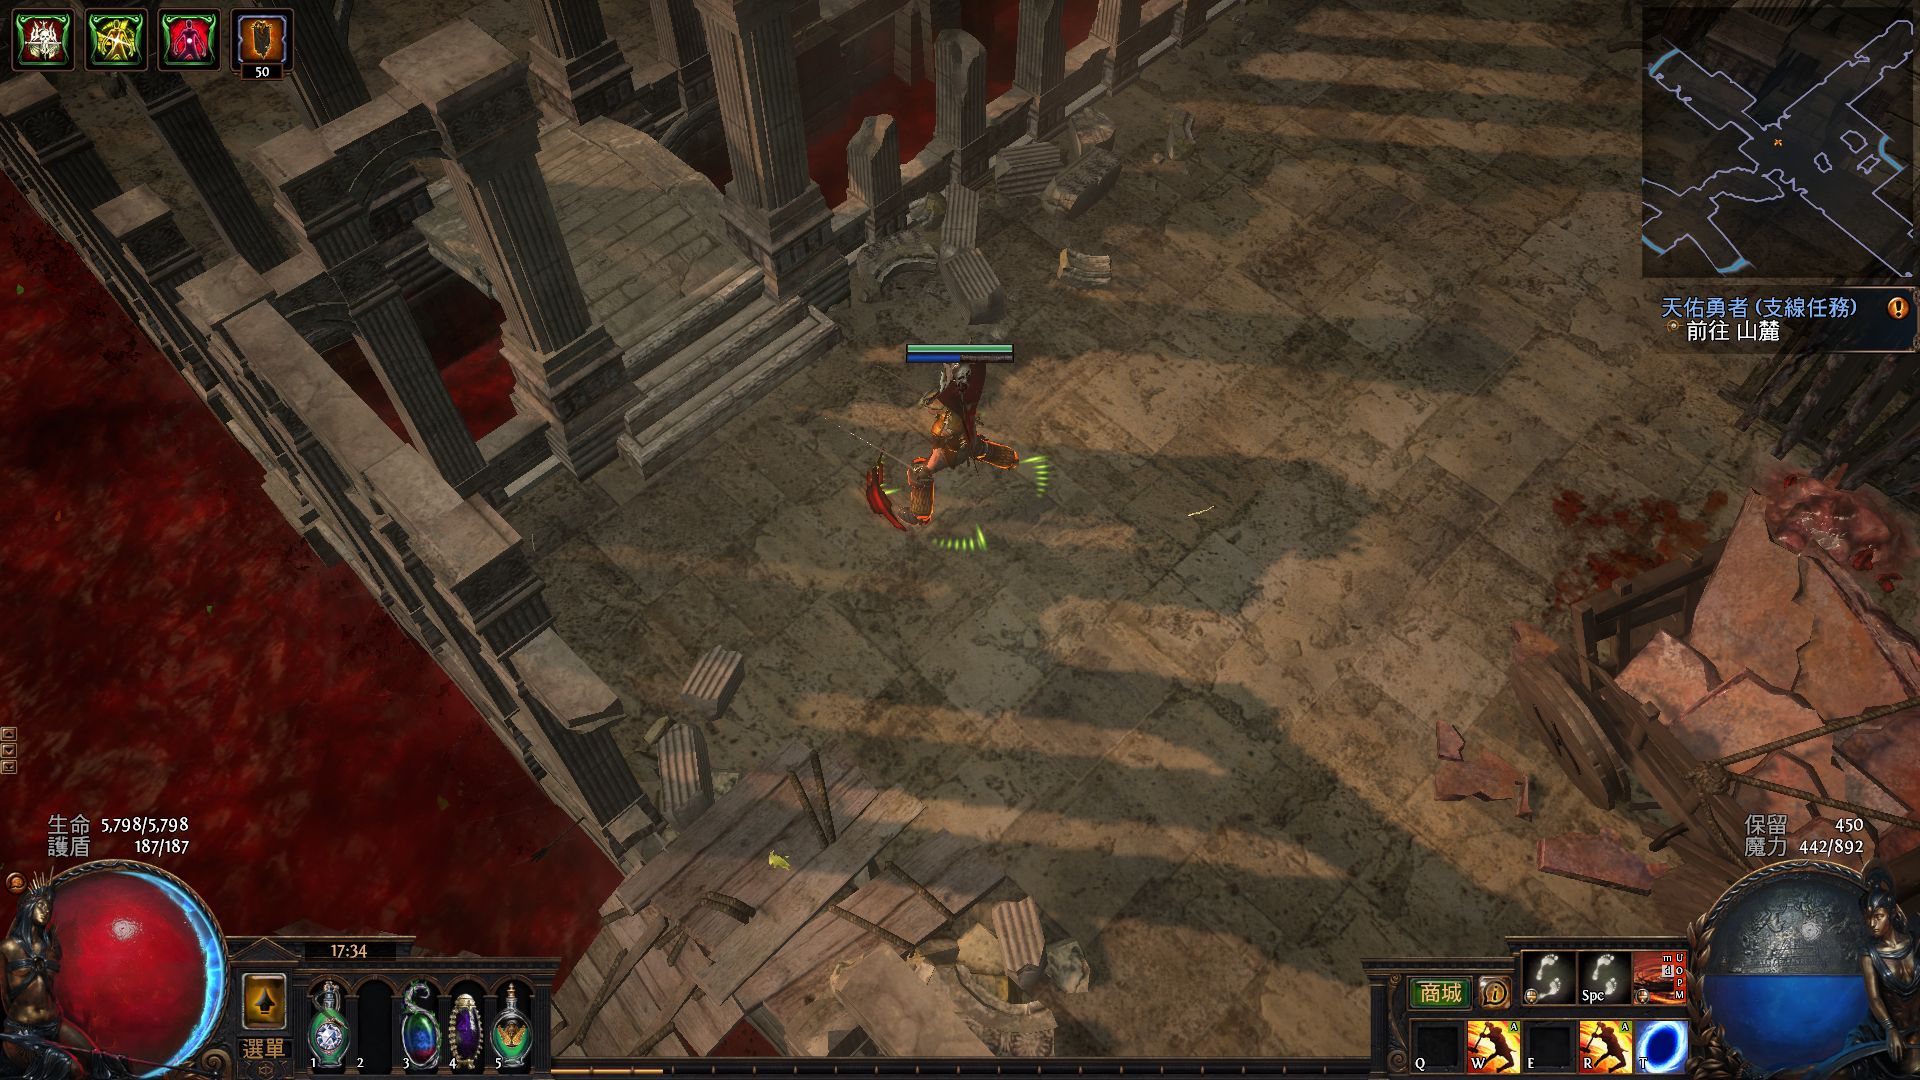 50
天佑勇者 (支線任務)
前往 山麓
生命 5,798/5,798
護盾 187/187
保留 450
魔力 442/892
17:34
選單
1
2
3
4
5
商城
Spc
Q
W
A
E
R
A
T